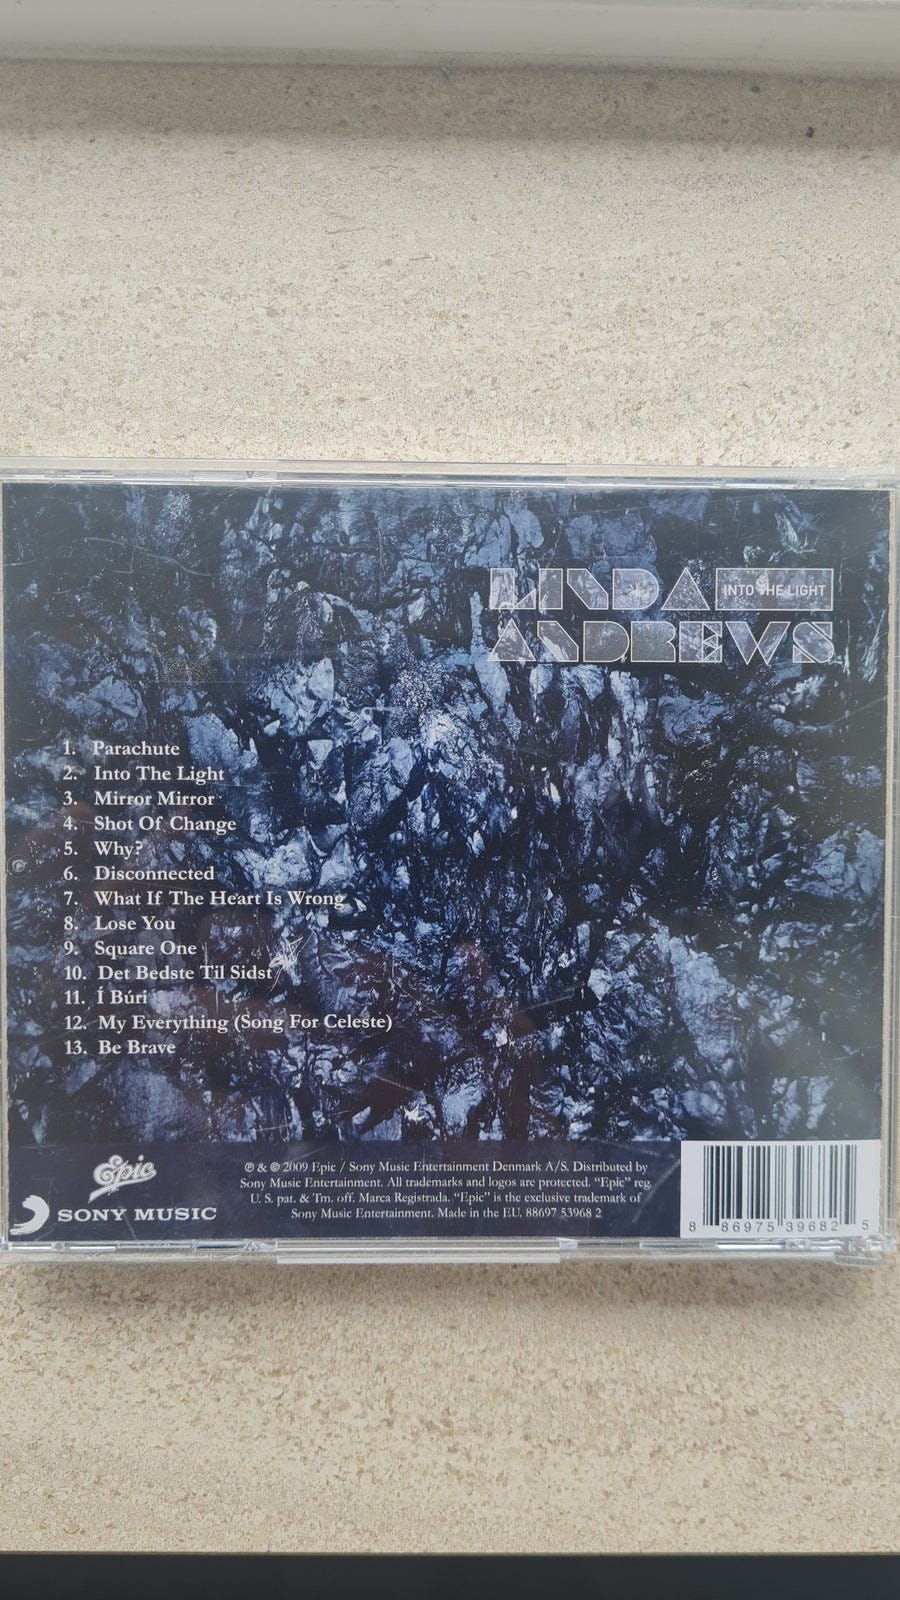 LINDA INTO THE LIGHT
ANDREWS
1. Parachute
2. Into The Light
3. Mirror Mirror
4. Shot Of Change
5. Why?
6. Disconnected
7. What If The Heart Is Wrong
8. Lose You
9. Square One
10. Det Bedste Til Sidst
11. Í Búri
12. My Everything (Song For Celeste)
13. Be Brave
Epic
SONY MUSIC
℗ & © 2009 Epic / Sony Music Entertainment Denmark A/S. Distributed by
Sony Music Entertainment. All trademarks and logos are protected. “Epic” reg.
U. S. pat. & Tm. off. Marca Registrada. “Epic” is the exclusive trademark of
Sony Music Entertainment. Made in the EU. 88697 53968 2
8 86975 39682 5